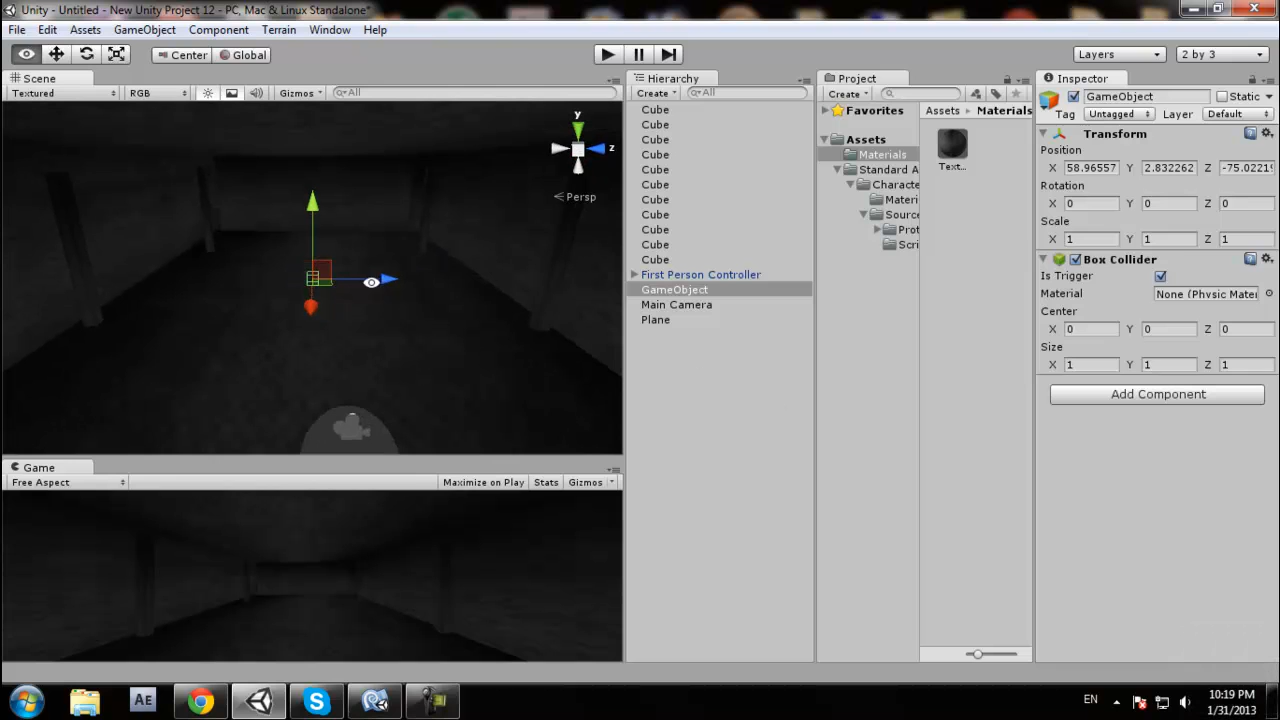 Unity - Untitled - New Unity Project 12 - PC, Mac & Linux Standalone*
File Edit Assets GameObject Component Terrain Window Help
Center Global Layers 2 by 3
Scene Hierarchy Project Inspector
Textured RGB Gizmos All Create All Create
GameObject Static
Cube Favorites Assets Materials
Tag Untagged Layer Default
Cube
Cube Assets Transform
Cube Materials Text...
Position
Cube Standard A
X 58.96557 Y 2.832262 Z -75.0221
Cube Characte
Rotation
Cube Materi
X 0 Y 0 Z 0
Cube Source
Scale
Cube Prot
X 1 Y 1 Z 1
Cube Scri
Cube
Box Collider
First Person Controller
Is Trigger
GameObject
Material None (Physic Mater
Main Camera
Center
Plane
X 0 Y 0 Z 0
Size
X 1 Y 1 Z 1
Add Component
y
z
Persp
Game
Free Aspect Maximize on Play Stats Gizmos
Ae
EN
10:19 PM
1/31/2013